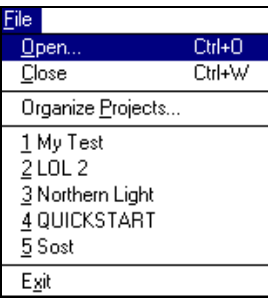 File
Open... Ctrl+O
Close Ctrl+W
Organize Projects...
1 My Test
2 LOL 2
3 Northern Light
4 QUICKSTART
5 Sost
Exit